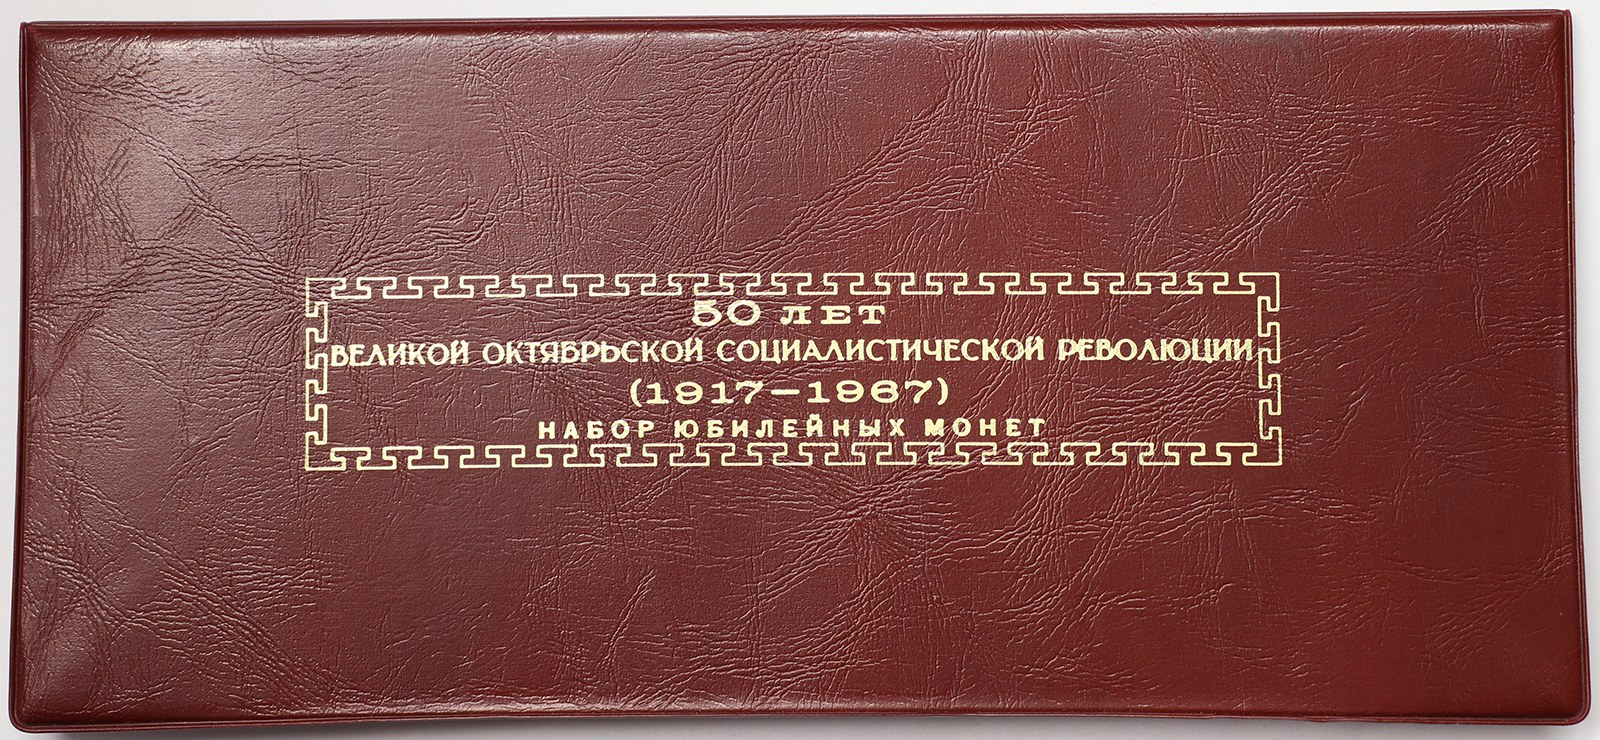 50 ЛЕТ
ВЕЛИКОЙ ОКТЯБРЬСКОЙ СОЦИАЛИСТИЧЕСКОЙ РЕВОЛЮЦИИ
(1917-1967)
НАБОР ЮБИЛЕЙНЫХ МОНЕТ